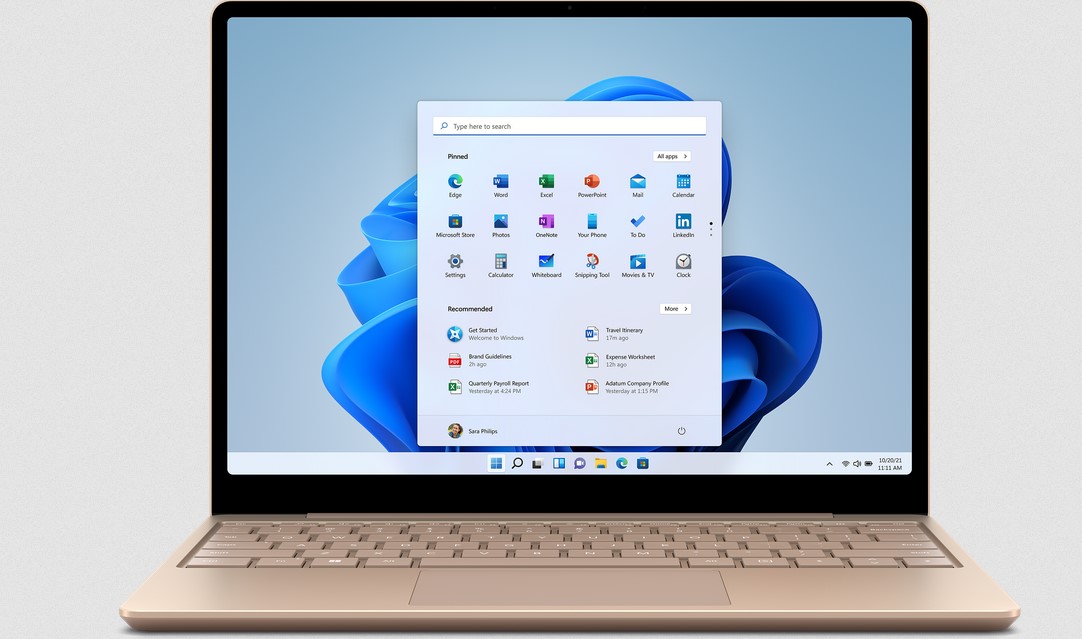 Type here to search
Pinned
All apps >
Edge
Word
Excel
PowerPoint
Mail
Calendar
Microsoft Store
Photos
OneNote
Your Phone
To Do
LinkedIn
Settings
Calculator
Whiteboard
Snipping Tool
Movies & TV
Clock
Recommended
More >
Get Started
Welcome to Windows
Travel Itinerary
17m ago
Brand Guidelines
2h ago
Expense Worksheet
12h ago
Quarterly Payroll Report
Yesterday at 4:24 PM
Adatum Company Profile
Yesterday at 1:15 PM
Sara Philips
10/20/21
11:11 AM